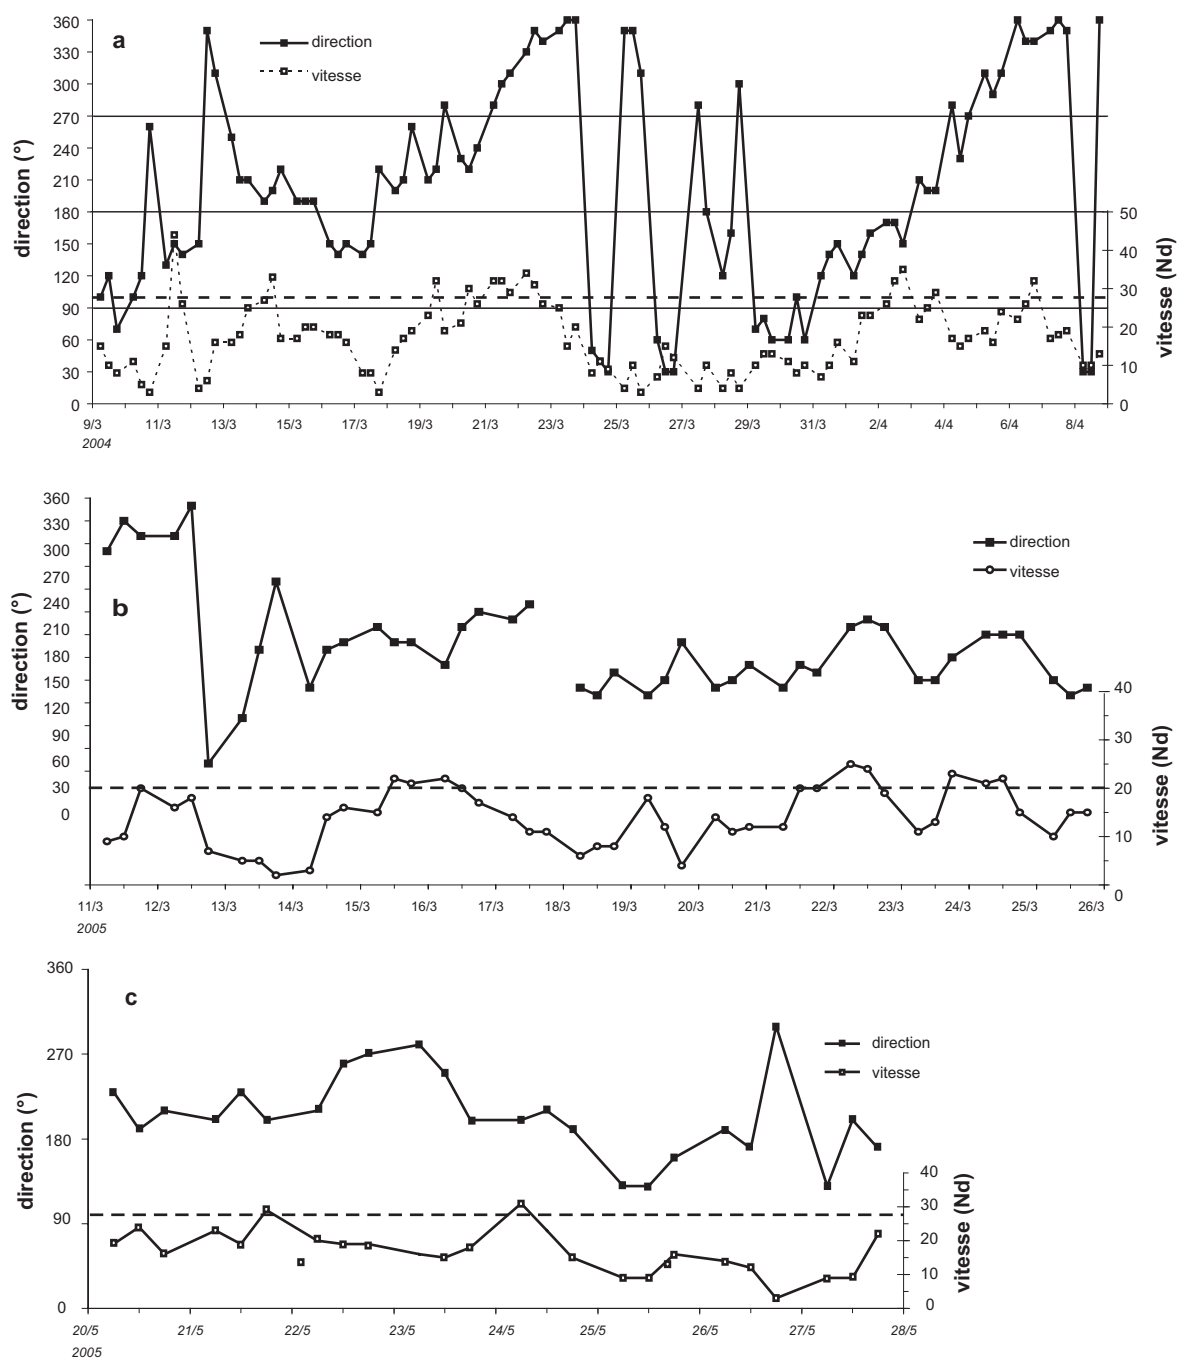 a
direction
vitesse
360
330
300
270
240
210
180
150
120
90
60
30
0
direction (°)
50
40
30
20
10
0
vitesse (Nd)
9/3 11/3 13/3 15/3 17/3 19/3 21/3 23/3 25/3 27/3 29/3 31/3 2/4 4/4 6/4 8/4
2004
b
direction
vitesse
360
330
300
270
240
210
180
150
120
90
60
30
0
direction (°)
40
30
20
10
0
vitesse (Nd)
11/3 12/3 13/3 14/3 15/3 16/3 17/3 18/3 19/3 20/3 21/3 22/3 23/3 24/3 25/3 26/3
2005
c
direction
vitesse
360
270
180
90
0
direction (°)
40
30
20
10
0
vitesse (Nd)
20/5 21/5 22/5 23/5 24/5 25/5 26/5 27/5 28/5
2005